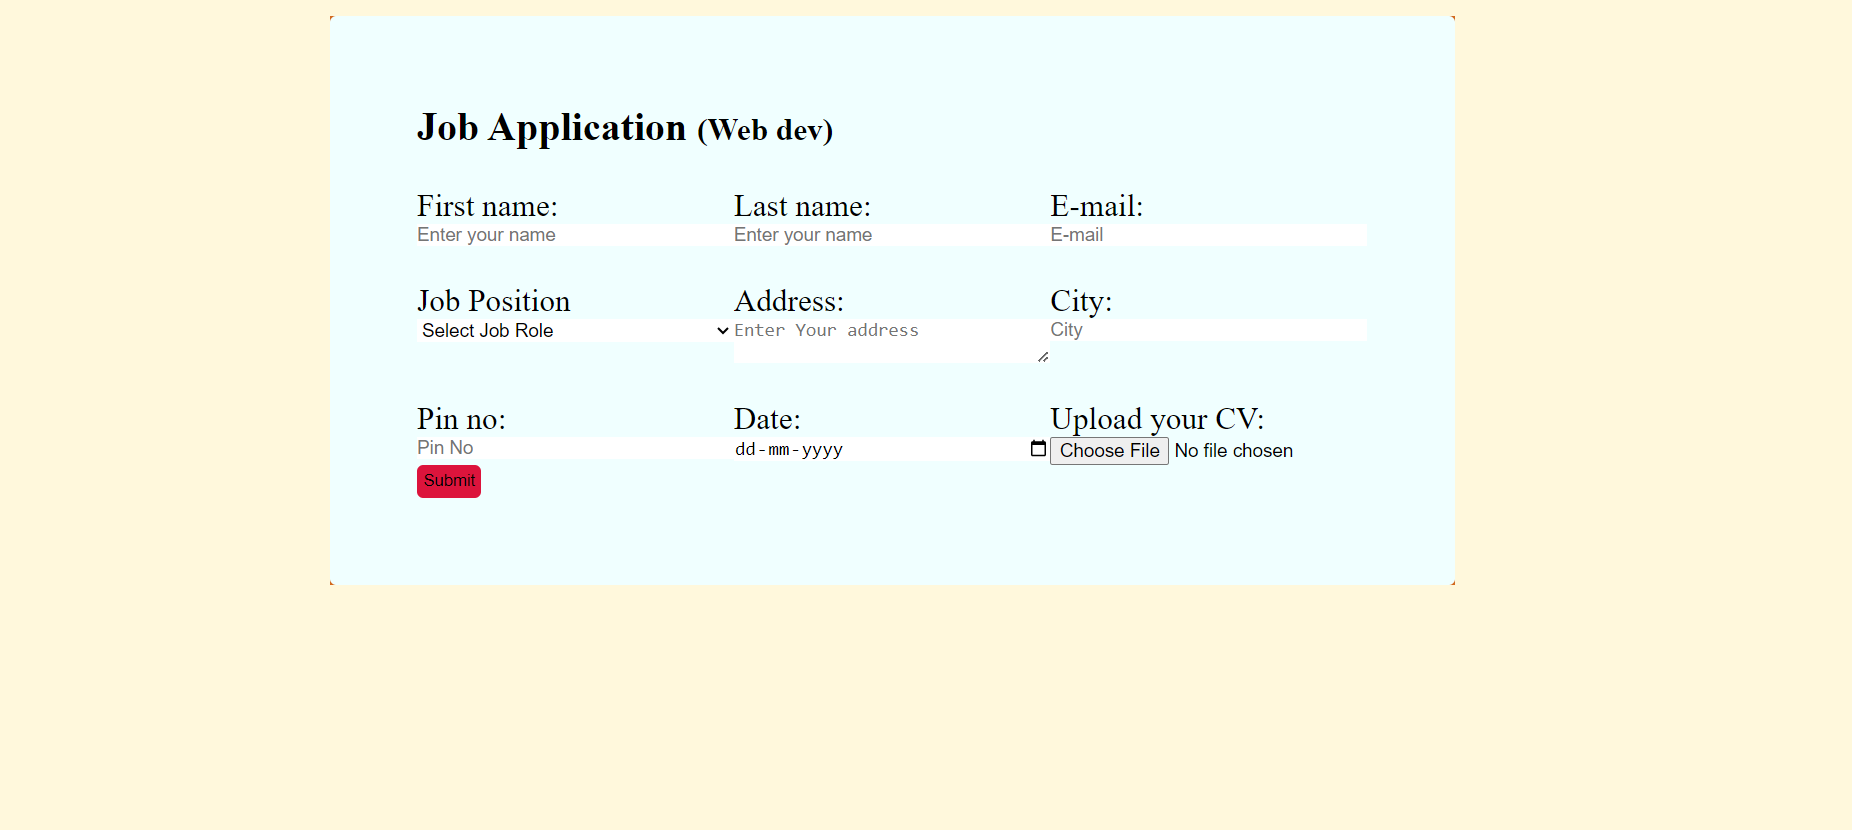 Job Application (Web dev)
First name: Last name: E-mail:
Enter your name Enter your name E-mail
Job Position Address: City:
Select Job Role Enter Your address City
Pin no: Date: Upload your CV:
Pin No dd-mm-yyyy Choose File No file chosen
Submit